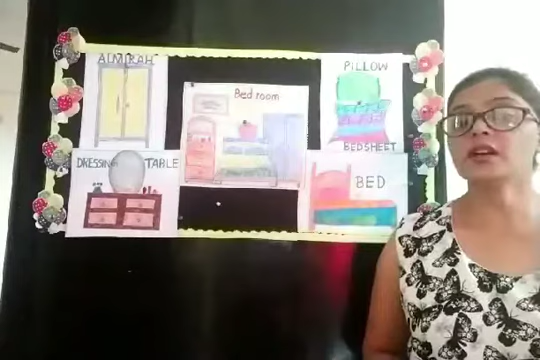 ALMIRAH
Bed room
PILLOW
BEDSHEET
DRESSING TABLE
BED